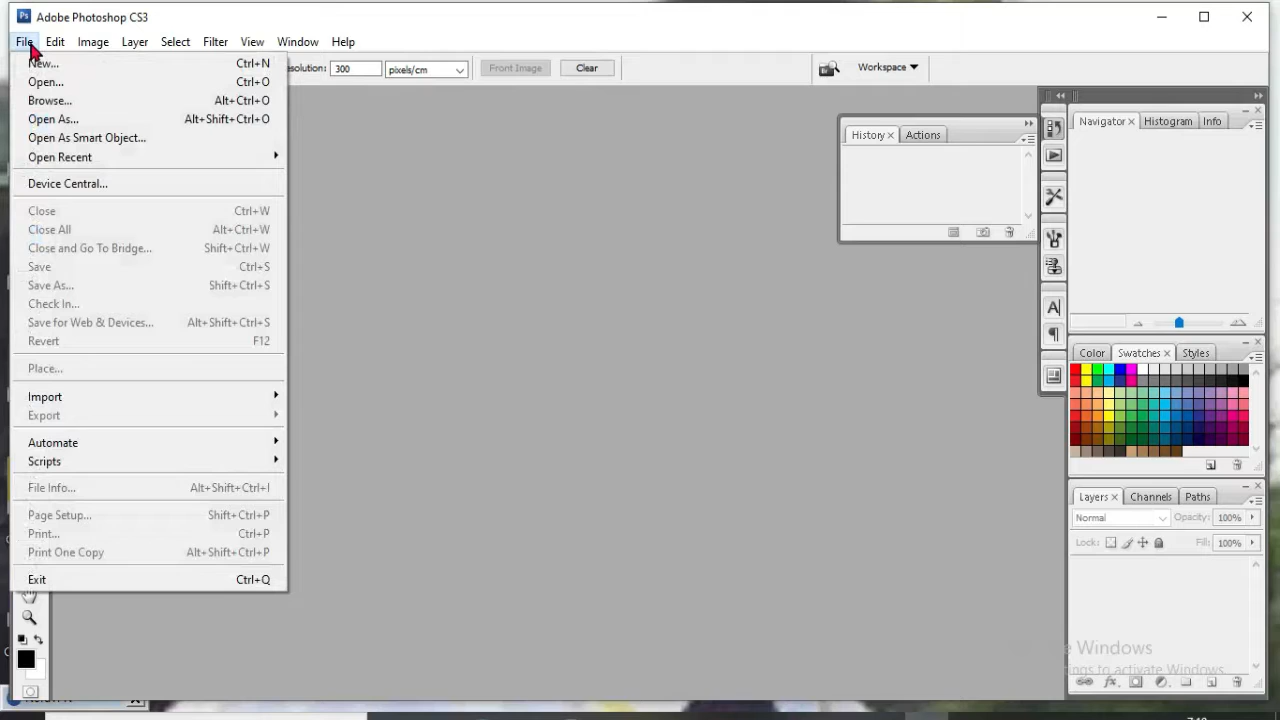 Ps Adobe Photoshop CS3
File Edit Image Layer Select Filter View Window Help
300 pixels/cm Front Image Clear Workspace
New... Ctrl+N
Open... Ctrl+O
Browse... Alt+Ctrl+O
Open As... Alt+Shift+Ctrl+O
Open As Smart Object...
Open Recent
Device Central...
Close Ctrl+W
Close All Alt+Ctrl+W
Close and Go To Bridge... Shift+Ctrl+W
Save Ctrl+S
Save As... Shift+Ctrl+S
Check In...
Save for Web & Devices... Alt+Shift+Ctrl+S
Revert F12
Place...
Import
Export
Automate
Scripts
File Info... Alt+Shift+Ctrl+I
Page Setup... Shift+Ctrl+P
Print... Ctrl+P
Print One Copy Alt+Shift+Ctrl+P
Exit Ctrl+Q
History Actions
Navigator Histogram Info
Color Swatches Styles
Layers Channels Paths
Normal Opacity: 100%
Lock: Fill: 100%
Windows
to activate Windows.